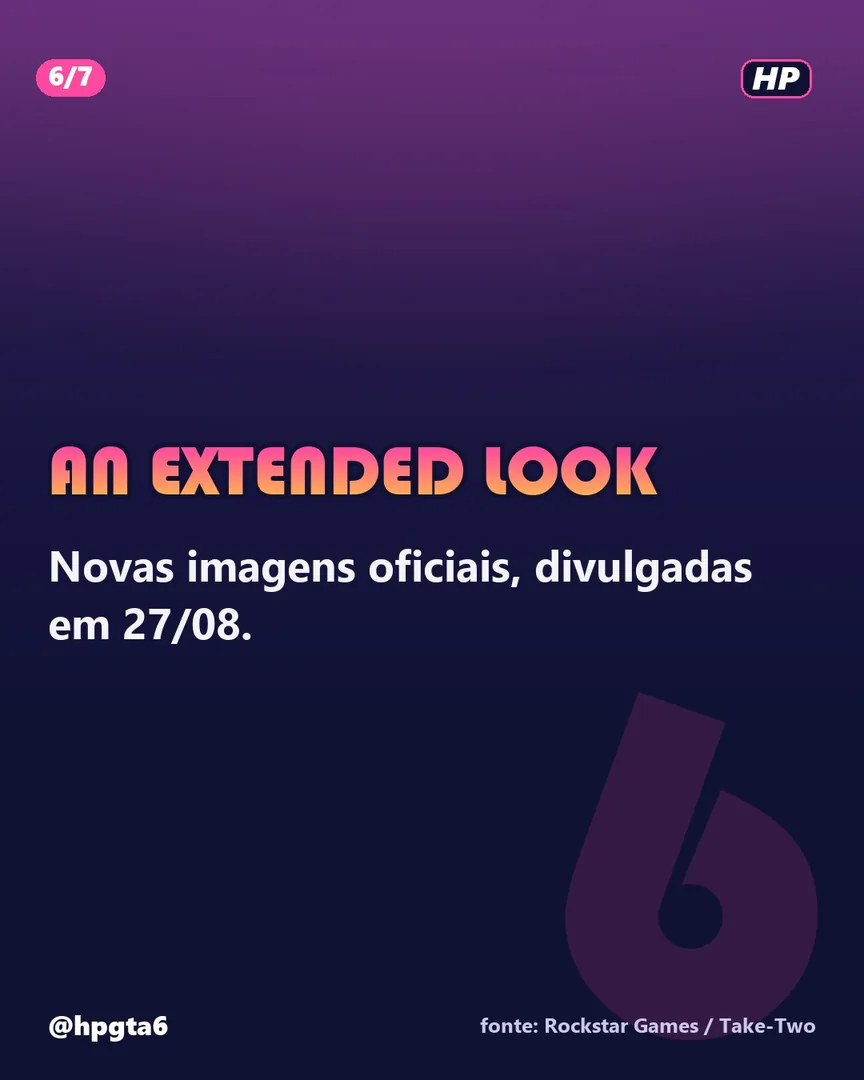 6/7
HP
AN EXTENDED LOOK
Novas imagens oficiais, divulgadas
em 27/08.
6
@hpgta6
fonte: Rockstar Games / Take-Two